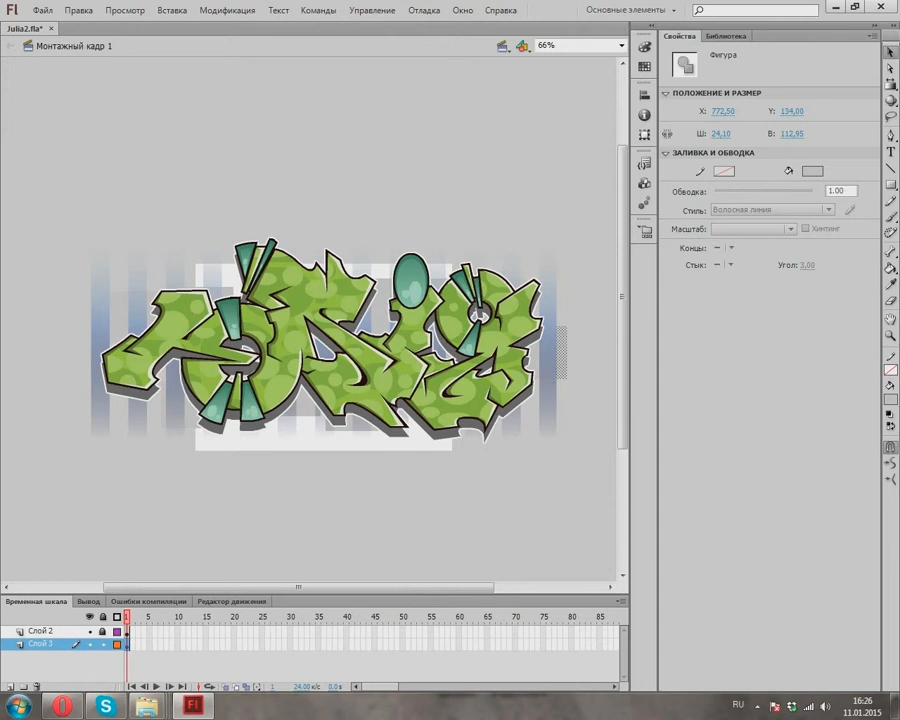 Fl Файл Правка Просмотр Вставка Модификация Текст Команды Управление Отладка Окно Справка Основные элементы
Julia2.fla*
Монтажный кадр 1 66%
Свойства Библиотека
Фигура
ПОЛОЖЕНИЕ И РАЗМЕР
X: 772,50 Y: 134,00
Ш: 24,10 В: 112,95
ЗАЛИВКА И ОБВОДКА
Обводка: 1.00
Стиль: Волосная линия
Масштаб: Хинтинг
Концы:
Стык: Угол: 3,00
Временная шкала Вывод Ошибки компиляции Редактор движения
1 5 10 15 20 25 30 35 40 45 50 55 60 65 70 75 80 85
Слой 2
Слой 3
1 24.00 к/с 0.0 s
RU 16:26
11.01.2015